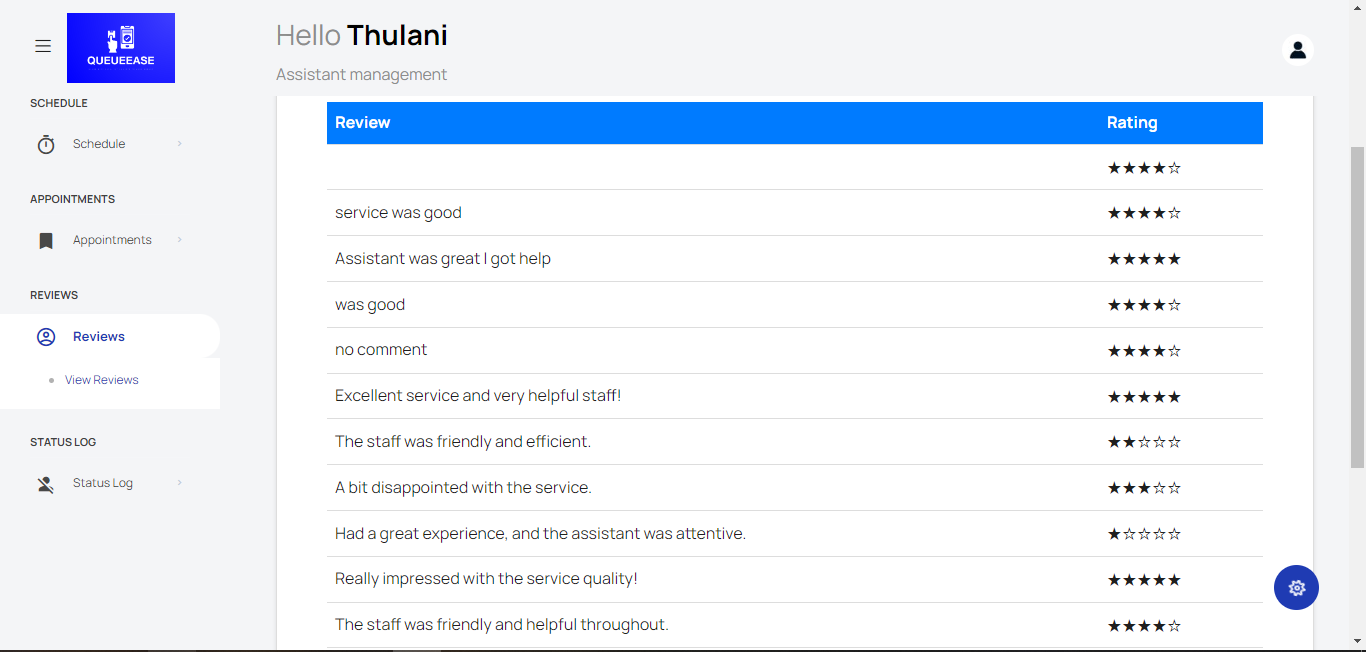 QUEUEEASE
Hello Thulani
Assistant management
SCHEDULE
Schedule
APPOINTMENTS
Appointments
REVIEWS
Reviews
View Reviews
STATUS LOG
Status Log
Review Rating
★★★★☆
service was good ★★★★☆
Assistant was great I got help ★★★★★
was good ★★★★☆
no comment ★★★★☆
Excellent service and very helpful staff! ★★★★★
The staff was friendly and efficient. ★★☆☆☆
A bit disappointed with the service. ★★★☆☆
Had a great experience, and the assistant was attentive. ★☆☆☆☆
Really impressed with the service quality! ★★★★★
The staff was friendly and helpful throughout. ★★★★☆